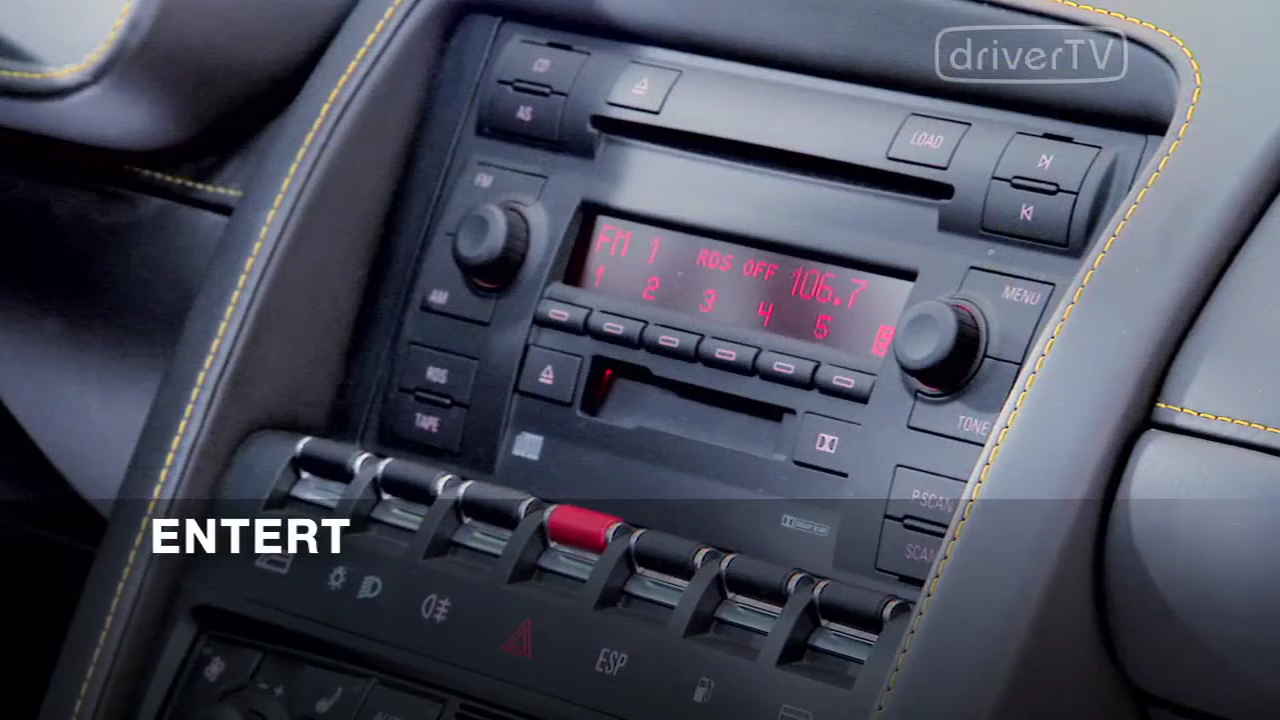 driverTV
CD
AS
LOAD
FM
AM
MENU
FM 1 RDS OFF 106.7
1 2 3 4 5
RDS
TAPE
TONE
PSCAN
SCAN
ENTERT
ESP